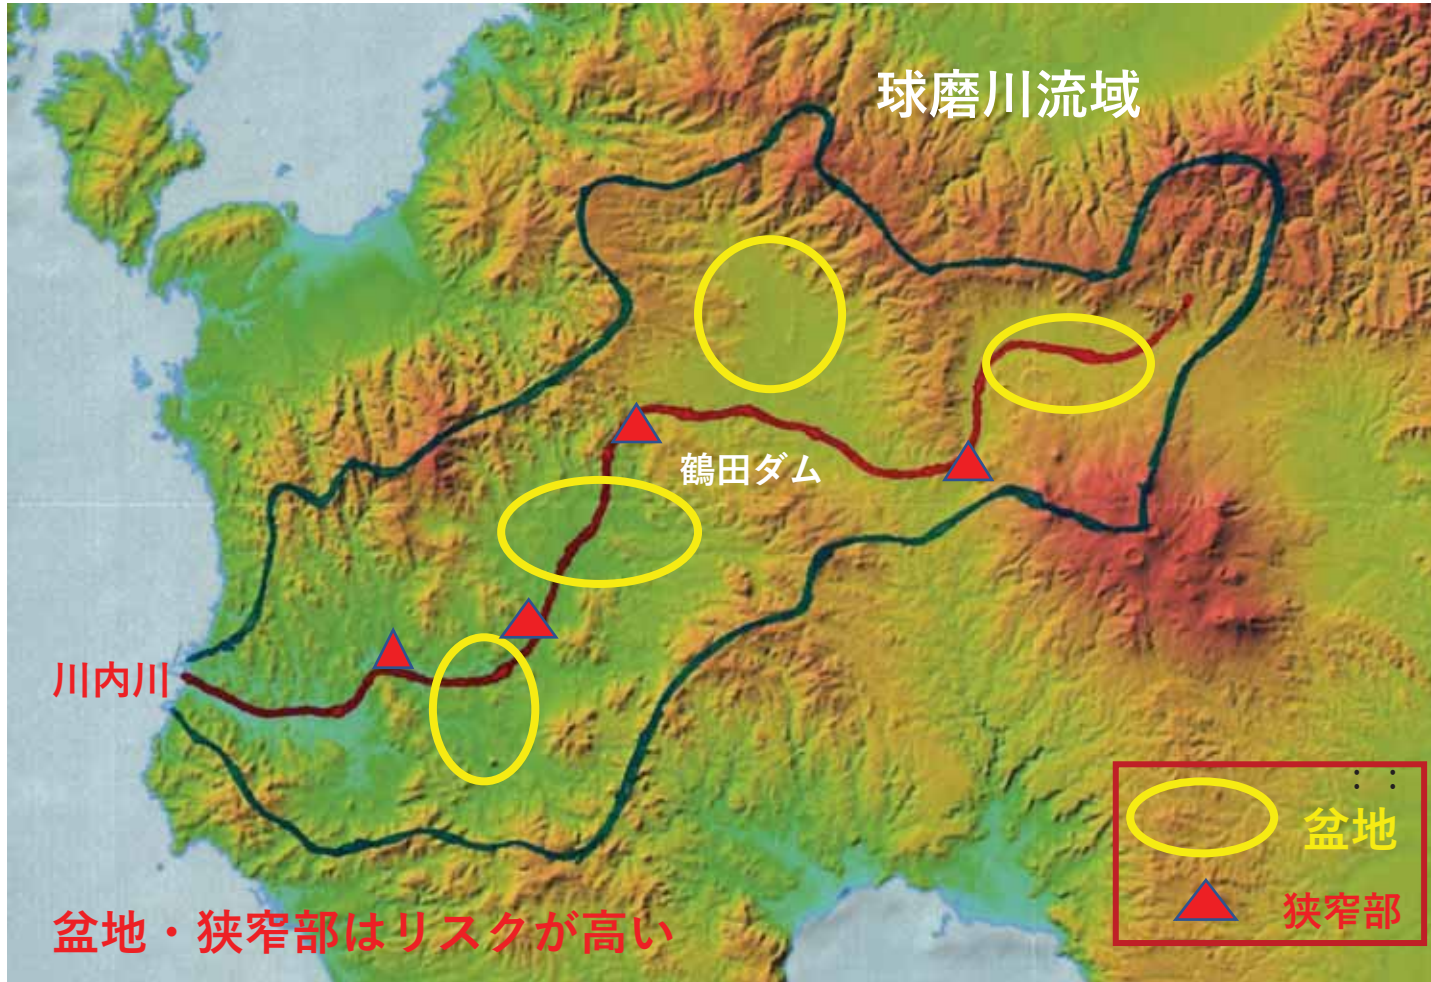 球磨川流域
鶴田ダム
川内川
: :
盆地
狭窄部
盆地・狭窄部はリスクが高い